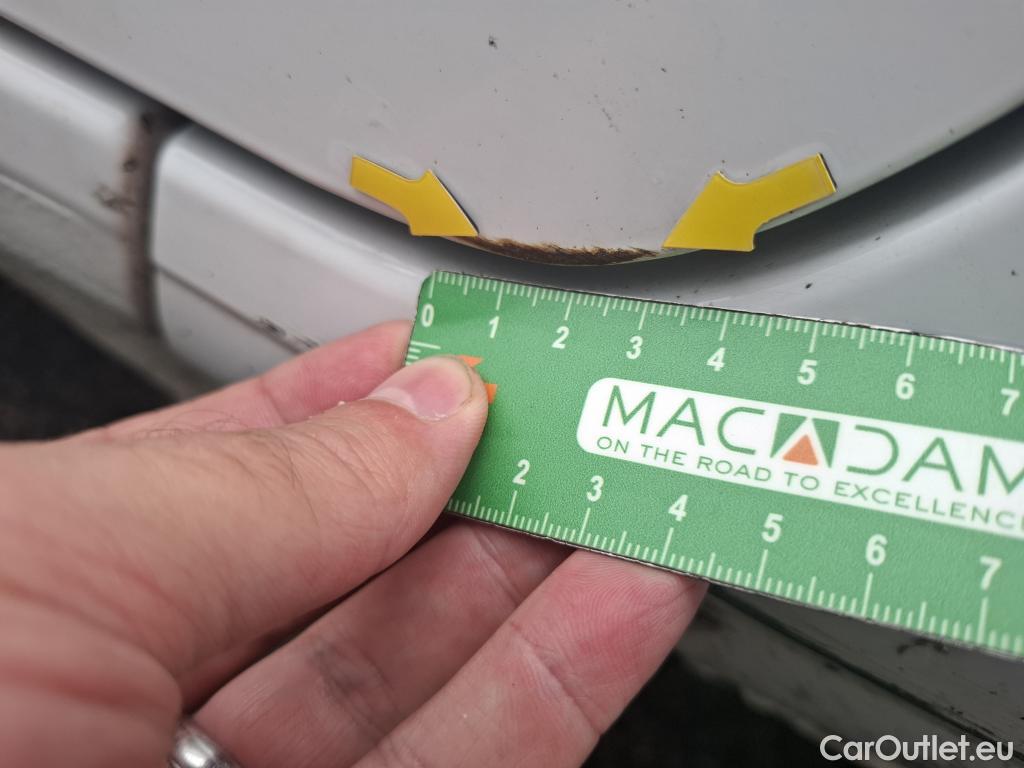 0 1 2 3 4 5 6 7
MACADAM
ON THE ROAD TO EXCELLENCE
2 3 4 5 6 7
CarOutlet.eu